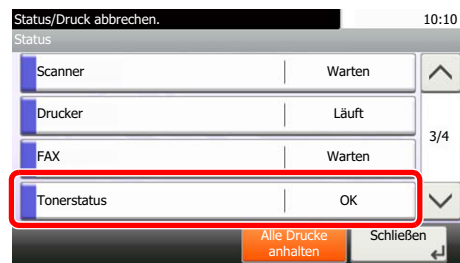 Status/Druck abbrechen. 10:10
Status
Scanner Warten
Drucker Läuft
3/4
FAX Warten
Tonerstatus OK
Alle Drucke anhalten
Schließen